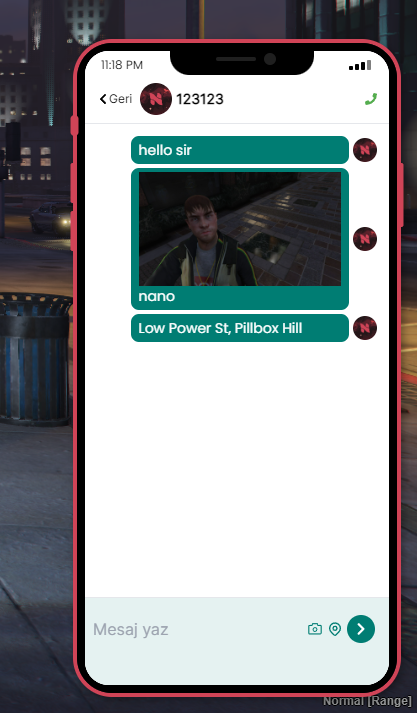 11:18 PM
Geri
123123
hello sir
nano
Low Power St, Pillbox Hill
Mesaj yaz
Normal [Range]